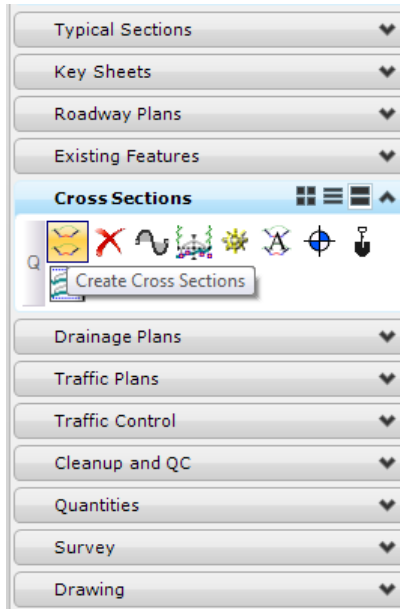 Typical Sections
Key Sheets
Roadway Plans
Existing Features
Cross Sections
Q
Create Cross Sections
Drainage Plans
Traffic Plans
Traffic Control
Cleanup and QC
Quantities
Survey
Drawing